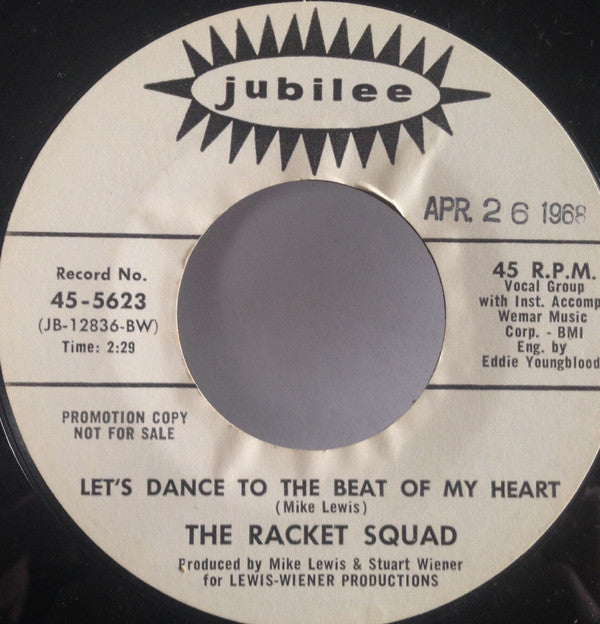 jubilee
APR. 26 1968
Record No.
45-5623
(JB-12836-BW)
Time: 2:29
45 R.P.M.
Vocal Group
with Inst. Accomp
Wemar Music
Corp. - BMI
Eng. by
Eddie Youngblood
PROMOTION COPY
NOT FOR SALE
LET'S DANCE TO THE BEAT OF MY HEART
(Mike Lewis)
THE RACKET SQUAD
Produced by Mike Lewis & Stuart Wiener
for LEWIS-WIENER PRODUCTIONS